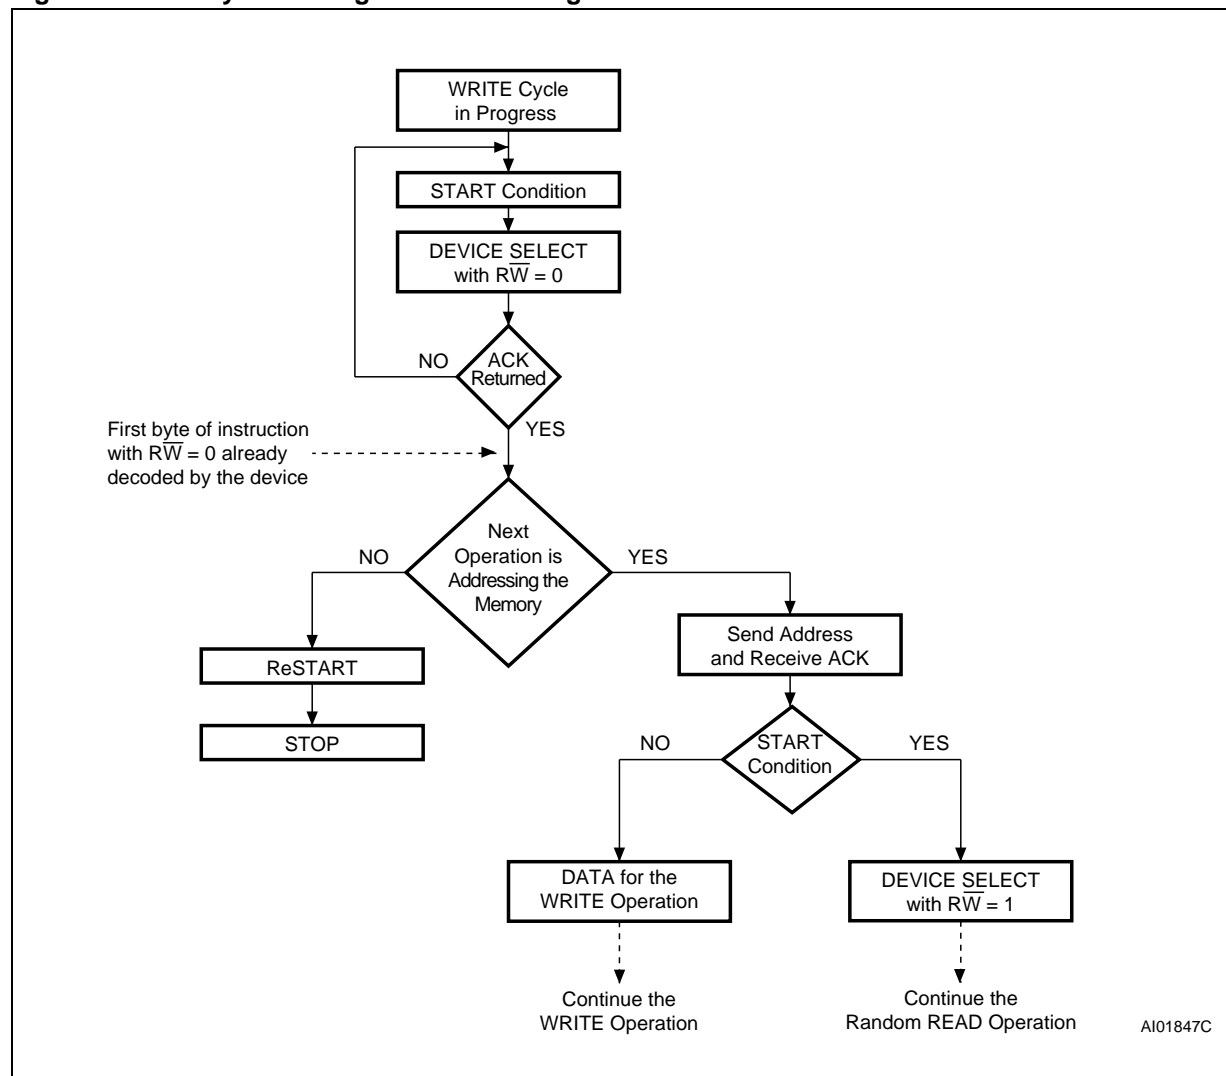 WRITE Cycle
in Progress
START Condition
DEVICE SELECT
with RW̅ = 0
NO
ACK
Returned
YES
First byte of instruction
with RW̅ = 0 already
decoded by the device
NO
Next
Operation is
Addressing the
Memory
YES
ReSTART
STOP
Send Address
and Receive ACK
NO
START
Condition
YES
DATA for the
WRITE Operation
DEVICE SELECT
with RW̅ = 1
Continue the
WRITE Operation
Continue the
Random READ Operation
AI01847C